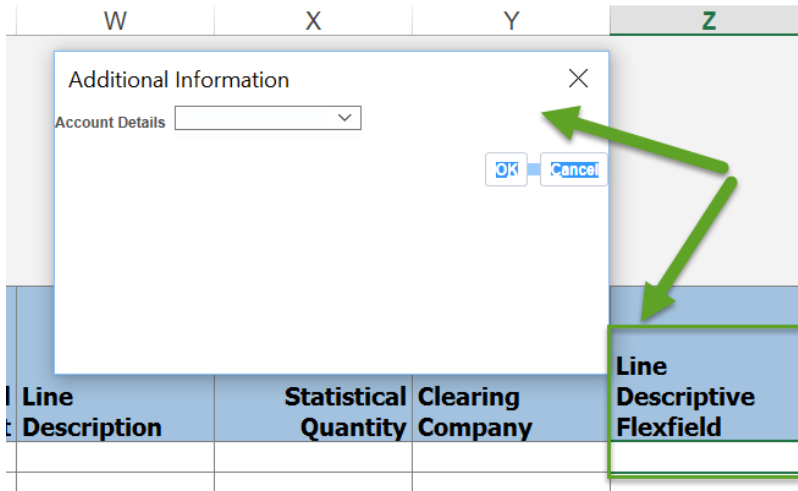 W X Y Z
Additional Information
Account Details
OK Cancel
Line Description
Statistical Quantity
Clearing Company
Line Descriptive Flexfield